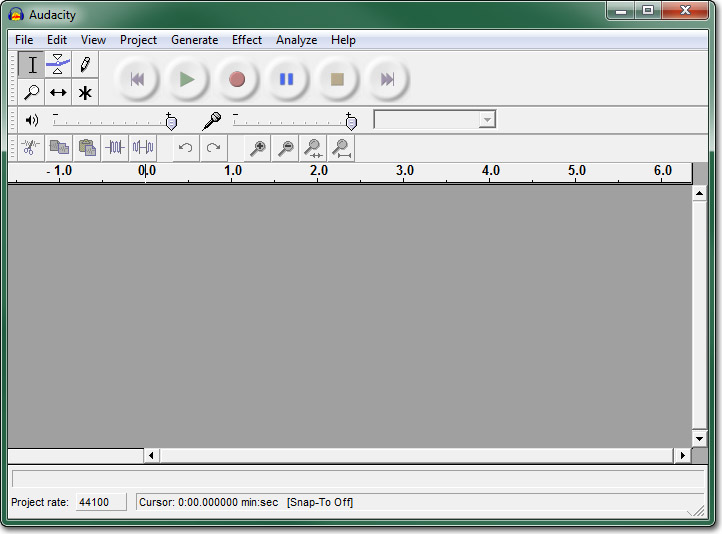 Audacity
File Edit View Project Generate Effect Analyze Help
- +
- +
- 1.0 0.0 1.0 2.0 3.0 4.0 5.0 6.0
Project rate: 44100 Cursor: 0:00.000000 min:sec [Snap-To Off]